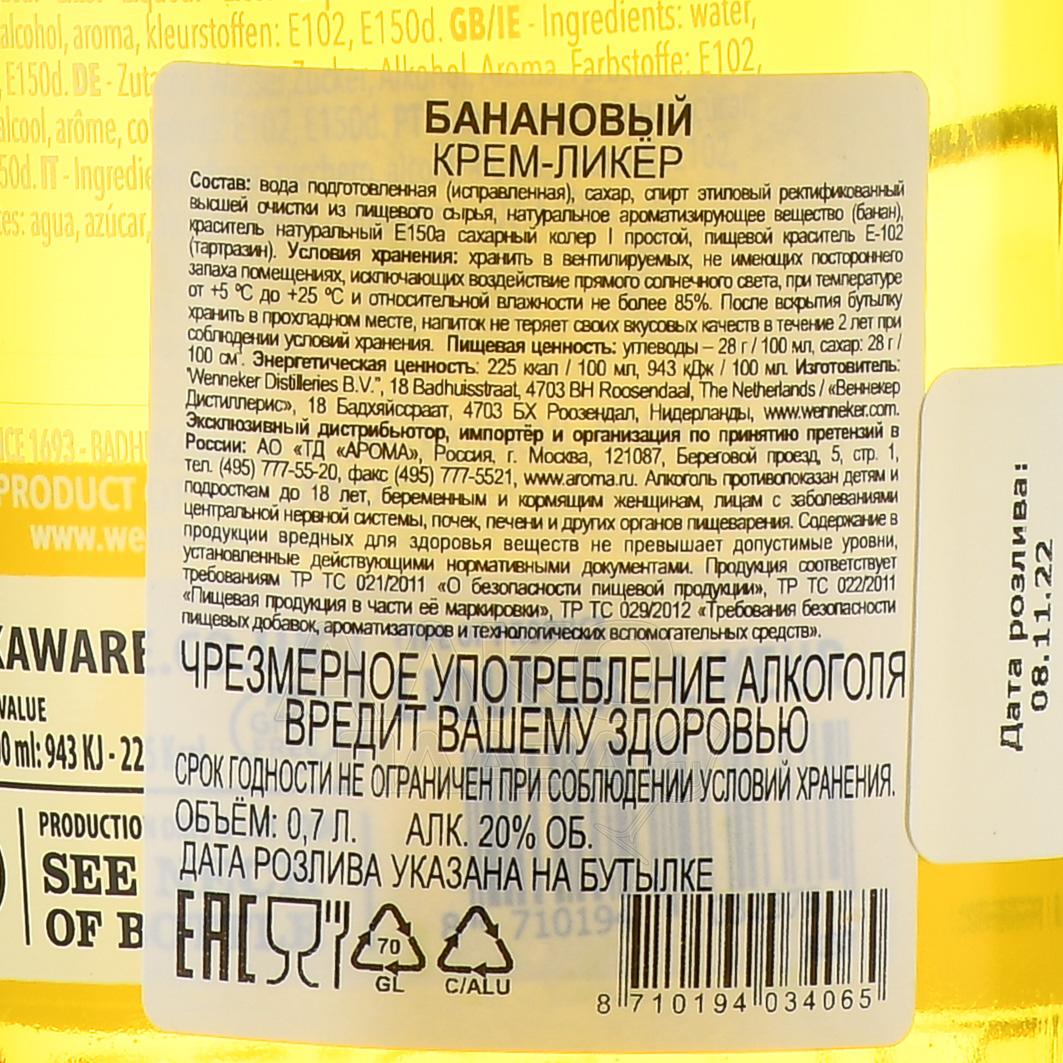 alcohol, aroma, kleurstoffen: E102, E150d. GB/IE - Ingredients: water,
E150d. DE -
alcool, arôme,
50d. IT - Ingredie
es: agua, azúcar,
БАНАНОВЫЙ
КРЕМ-ЛИКЁР
Состав: вода подготовленная (исправленная), сахар, спирт этиловый ректификованный
высшей очистки из пищевого сырья, натуральное ароматизирующее вещество (банан),
краситель натуральный Е150а сахарный колер I простой, пищевой краситель Е-102
(тартразин). Условия хранения: хранить в вентилируемых, не имеющих постороннего
запаха помещениях, исключающих воздействие прямого солнечного света, при температуре
от +5 °С до +25 °С и относительной влажности не более 85%. После вскрытия бутылку
хранить в прохладном месте, напиток не теряет своих вкусовых качеств в течение 2 лет при
соблюдении условий хранения. Пищевая ценность: углеводы – 28 г / 100 мл, сахар: 28 г /
100 см³. Энергетическая ценность: 225 ккал / 100 мл, 943 кДж / 100 мл. Изготовитель:
"Wenneker Distilleries B.V.", 18 Badhuisstraat, 4703 BH Roosendaal, The Netherlands / «Веннекер
Дистиллерис», 18 Бадхяйссраат, 4703 БХ Роозендал, Нидерланды, www.wenneker.com.
Эксклюзивный дистрибьютор, импортёр и организация по принятию претензий в
России: АО «ТД «АРОМА», Россия, г. Москва, 121087, Береговой проезд, 5, стр. 1,
тел. (495) 777-55-20, факс (495) 777-5521, www.aroma.ru. Алкоголь противопоказан детям и
подросткам до 18 лет, беременным и кормящим женщинам, лицам с заболеваниями
центральной нервной системы, почек, печени и других органов пищеварения. Содержание в
продукции вредных для здоровья веществ не превышает допустимые уровни,
установленные действующими нормативными документами. Продукция соответствует
требованиям ТР ТС 021/2011 «О безопасности пищевой продукции», ТР ТС 022/2011
«Пищевая продукция в части её маркировки», ТР ТС 029/2012 «Требования безопасности
пищевых добавок, ароматизаторов и технологических вспомогательных средств».
ЧРЕЗМЕРНОЕ УПОТРЕБЛЕНИЕ АЛКОГОЛЯ
ВРЕДИТ ВАШЕМУ ЗДОРОВЬЮ
СРОК ГОДНОСТИ НЕ ОГРАНИЧЕН ПРИ СОБЛЮДЕНИИ УСЛОВИЙ ХРАНЕНИЯ.
ОБЪЁМ: 0,7 Л. АЛК. 20% ОБ.
ДАТА РОЗЛИВА УКАЗАНА НА БУТЫЛКЕ
EAC
70
GL
C/ALU
8 710194 034065
ICE 1693 - BADH
PRODUCT
www.we
KAWARE
VALUE
0 ml: 943 KJ - 22
PRODUCTIO
SEE
OF B
Дата розлива:
08.11.22